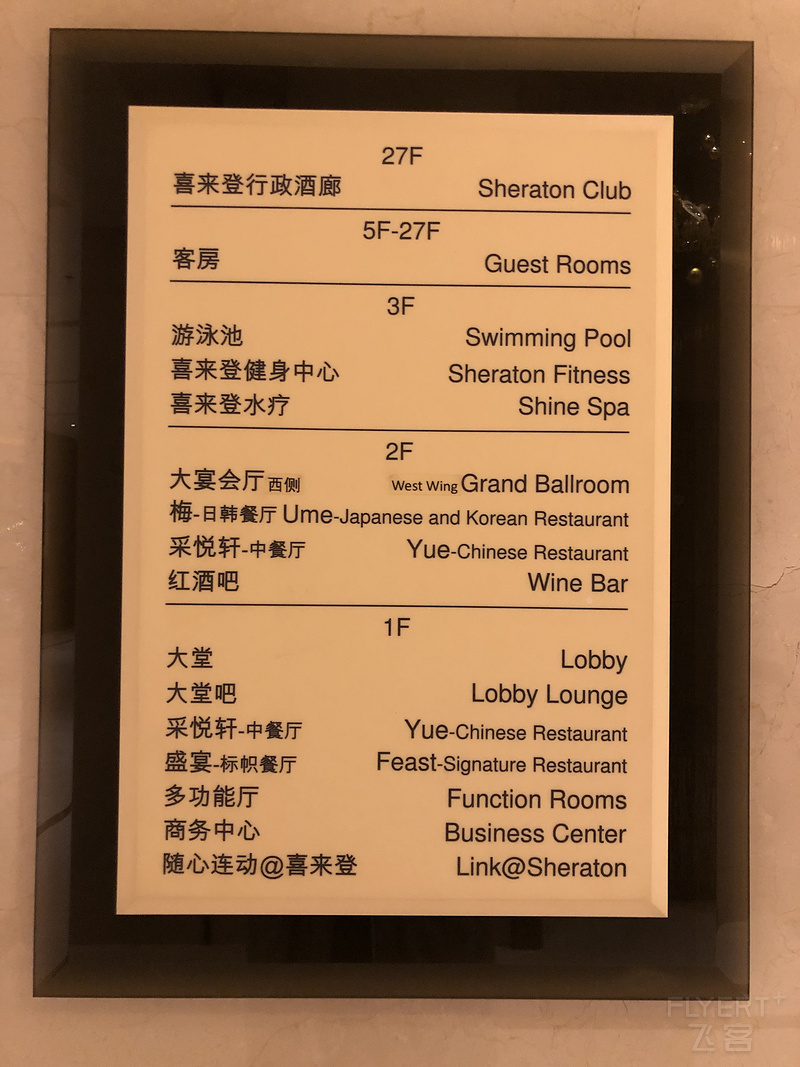 27F
喜来登行政酒廊 Sheraton Club
5F-27F
客房 Guest Rooms
3F
游泳池 Swimming Pool
喜来登健身中心 Sheraton Fitness
喜来登水疗 Shine Spa
2F
大宴会厅西侧 West Wing Grand Ballroom
梅-日韩餐厅 Ume-Japanese and Korean Restaurant
采悦轩-中餐厅 Yue-Chinese Restaurant
红酒吧 Wine Bar
1F
大堂 Lobby
大堂吧 Lobby Lounge
采悦轩-中餐厅 Yue-Chinese Restaurant
盛宴-标帜餐厅 Feast-Signature Restaurant
多功能厅 Function Rooms
商务中心 Business Center
随心连动@喜来登 Link@Sheraton
FLYERT+
飞客